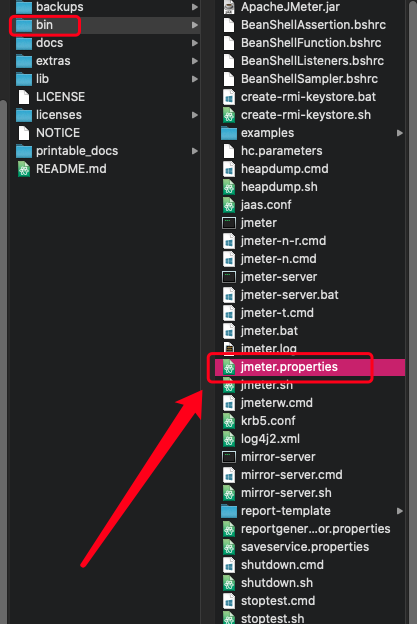 backups
bin
docs
extras
lib
LICENSE
licenses
NOTICE
printable_docs
README.md
ApacheJMeter.jar
BeanShellAssertion.bshrc
BeanShellFunction.bshrc
BeanShellListeners.bshrc
BeanShellSampler.bshrc
create-rmi-keystore.bat
create-rmi-keystore.sh
examples
hc.parameters
heapdump.cmd
heapdump.sh
jaas.conf
jmeter
jmeter-n-r.cmd
jmeter-n.cmd
jmeter-server
jmeter-server.bat
jmeter-t.cmd
jmeter.bat
jmeter.log
jmeter.properties
jmeter.sh
jmeterw.cmd
krb5.conf
log4j2.xml
mirror-server
mirror-server.cmd
mirror-server.sh
report-template
reportgener...or.properties
saveservice.properties
shutdown.cmd
shutdown.sh
stoptest.cmd
stoptest.sh